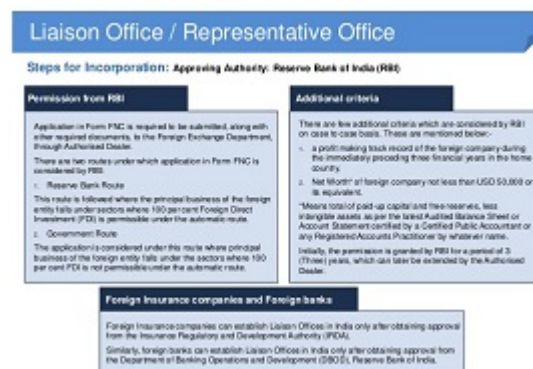 Liaison Office / Representative Office
Steps for Incorporation: Approving Authority: Reserve Bank of India (RBI)
Permission from RBI
Application in Form FNC is required to be submitted, along with
other required documents, to the Foreign Exchange Department,
through Authorised Dealer.
There are two routes under which application in Form FNC is
considered by RBI:
1. Reserve Bank Route
This route is followed where the principal business of the foreign
entity falls under sectors where 100 per cent Foreign Direct
Investment (FDI) is permissible under the automatic route.
2. Government Route
The application is considered under this route where principal
business of the foreign entity falls under the sectors where 100
per cent FDI is not permissible under the automatic route.
Additional criteria
There are few additional criteria which are considered by RBI
on case to case basis. These are mentioned below:-
1. a profit making track record of the foreign company during
the immediately preceding three financial years in the home
country.
2. Net Worth* of foreign company not less than USD 50,000 or
its equivalent.
*Means total of paid-up capital and free reserves, less
intangible assets as per the latest Audited Balance Sheet or
Account Statement certified by a Certified Public Accountant or
any Registered Accounts Practitioner by whatever name.
Initially, the permission is granted by RBI for a period of 3
(Three) years, which can later be extended by the Authorised
Dealer.
Foreign Insurance companies and Foreign banks
Foreign Insurance companies can establish Liaison Offices in India only after obtaining approval
from the Insurance Regulatory and Development Authority (IRDA).
Similarly, foreign banks can establish Liaison Offices in India only after obtaining approval from
the Department of Banking Operations and Development (DBOD), Reserve Bank of India.